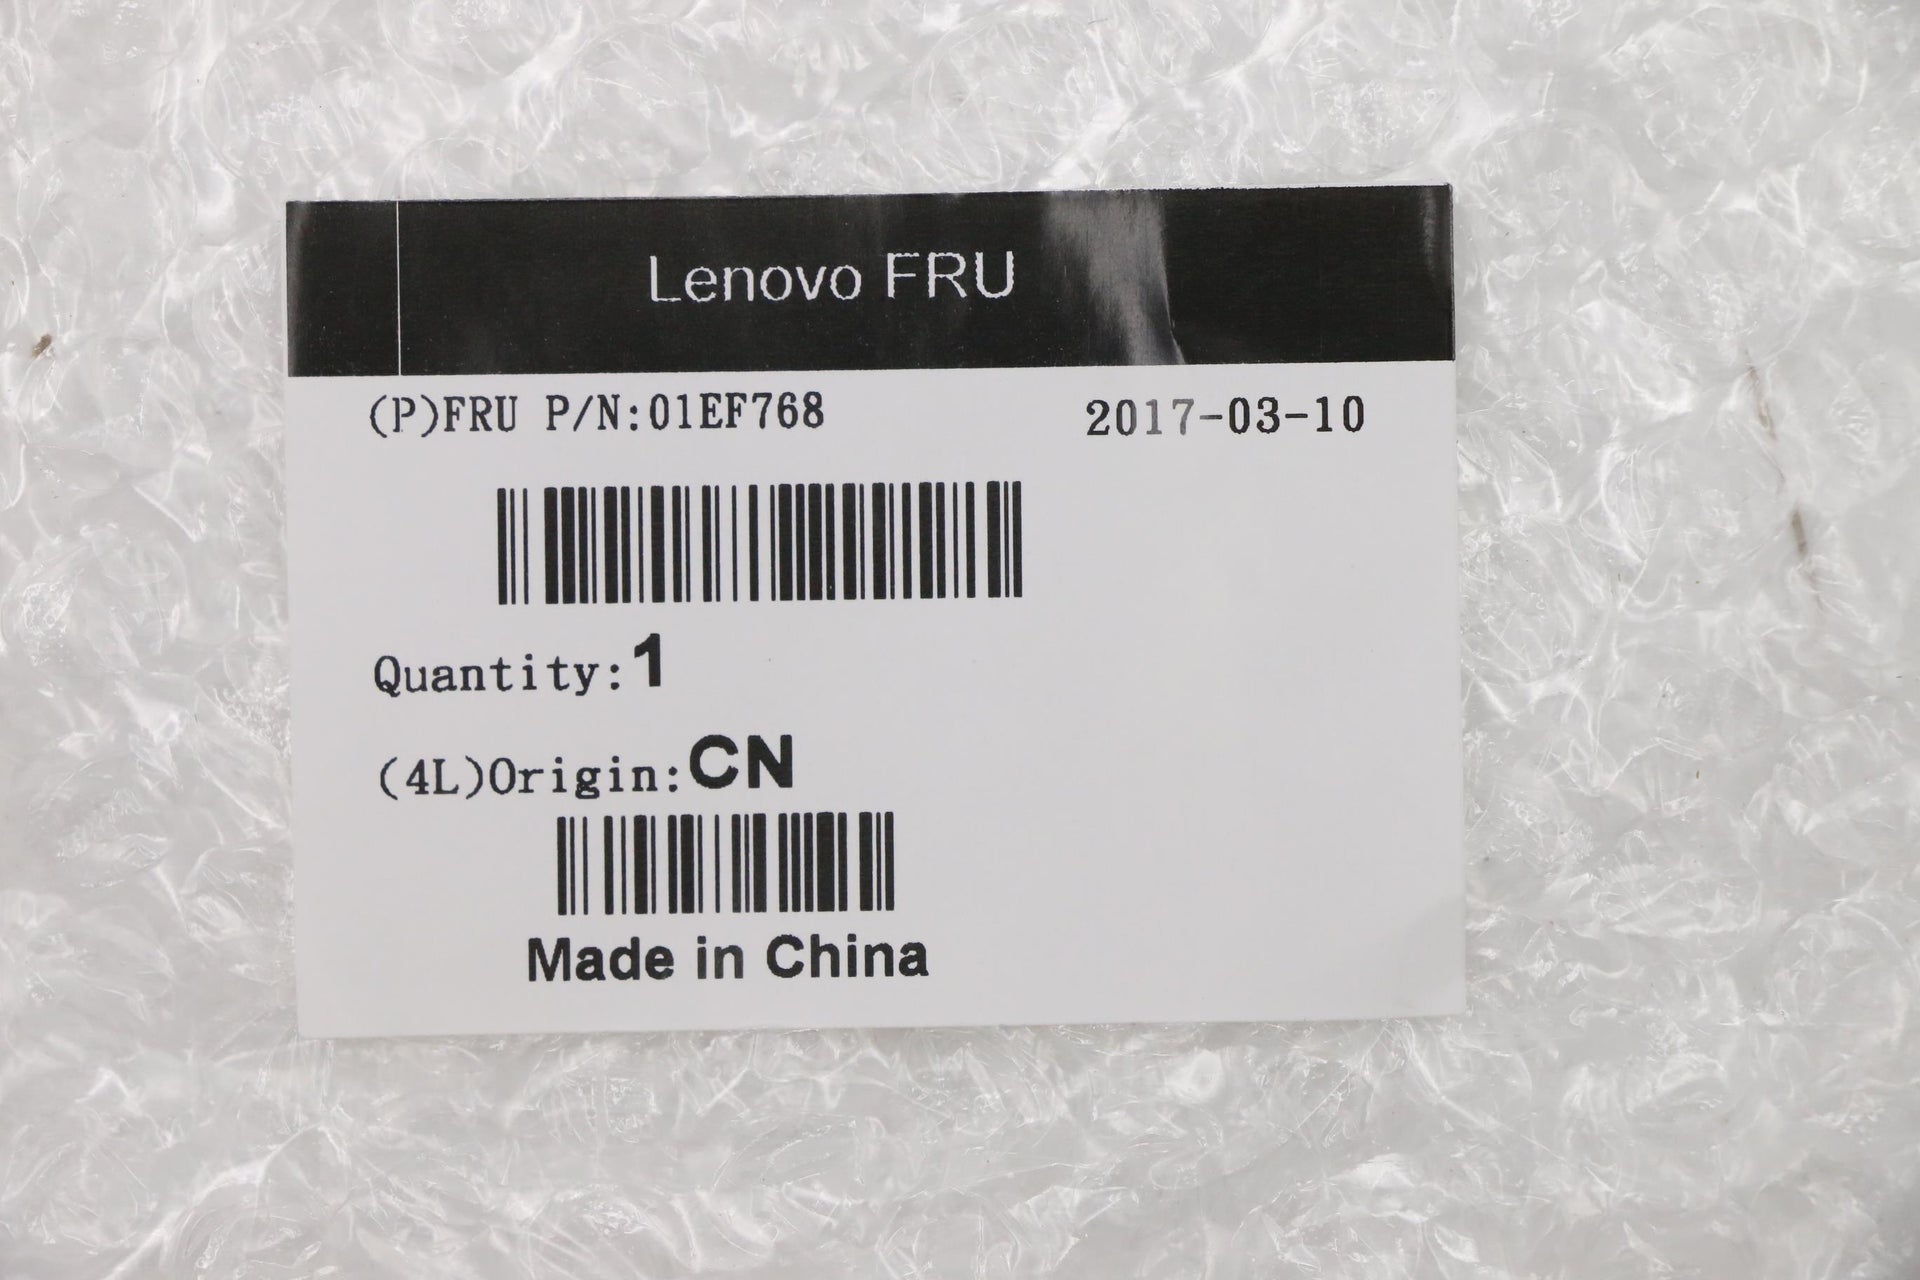 Lenovo FRU
(P)FRU P/N:01EF768 2017-03-10
Quantity:1
(4L)Origin:CN
Made in China